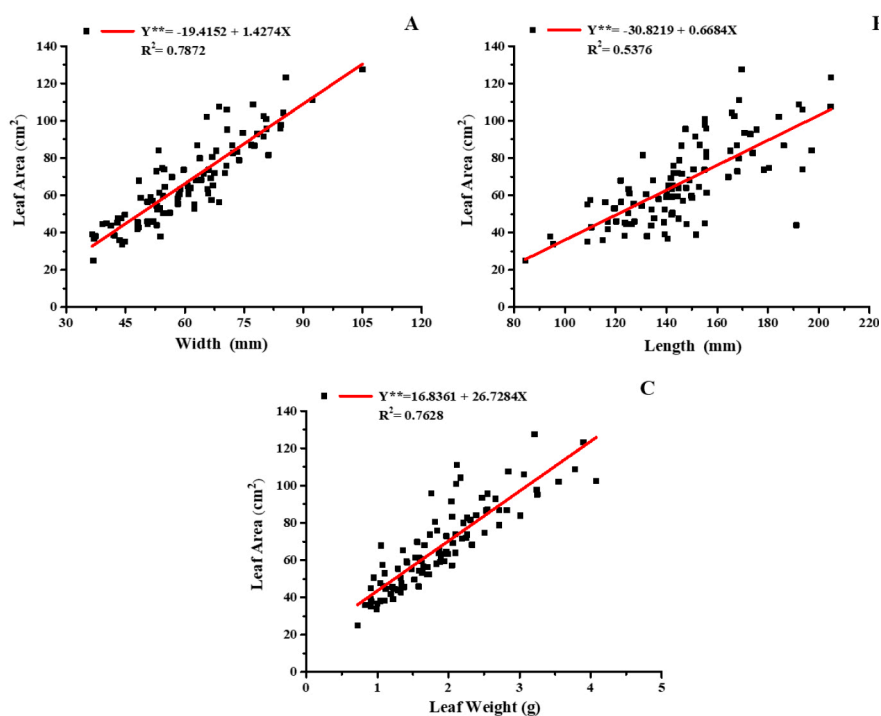 A
Y**= -19.4152 + 1.4274X
R²= 0.7872
Leaf Area (cm²)
140
120
100
80
60
40
20
0
30 45 60 75 90 105 120
Width (mm)
Y**= -30.8219 + 0.6684X
R²= 0.5376
Leaf Area (cm²)
140
120
100
80
60
40
20
0
80 100 120 140 160 180 200 220
Length (mm)
C
Y**=16.8361 + 26.7284X
R²= 0.7628
Leaf Area (cm²)
140
120
100
80
60
40
20
0
0 1 2 3 4 5
Leaf Weight (g)